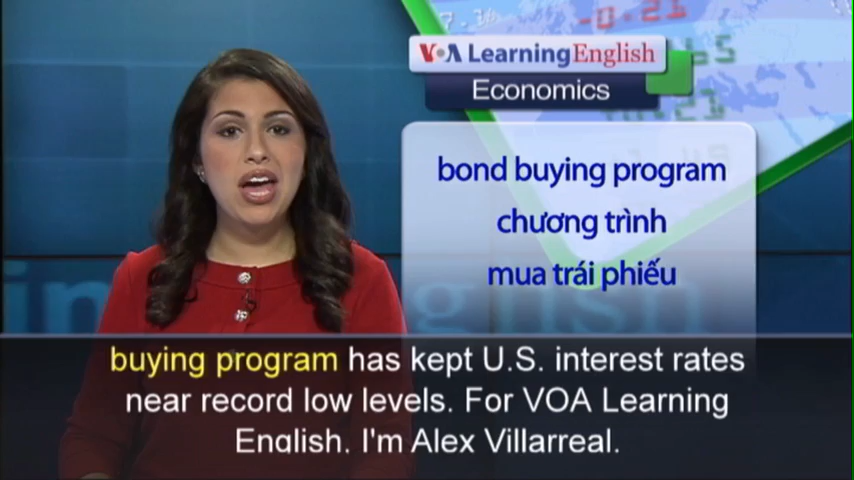 VOA Learning English
Economics
bond buying program
chương trình
mua trái phiếu
buying program has kept U.S. interest rates
near record low levels. For VOA Learning
English, I'm Alex Villarreal.